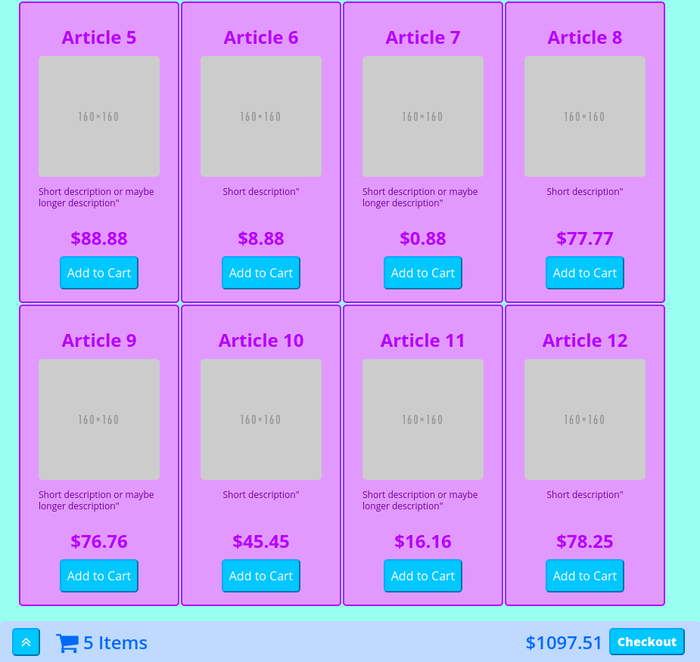 Article 5
Article 6
Article 7
Article 8
160×160
160×160
160×160
160×160
Short description or maybe
longer description"
Short description"
Short description or maybe
longer description"
Short description"
$88.88
$8.88
$0.88
$77.77
Add to Cart
Add to Cart
Add to Cart
Add to Cart
Article 9
Article 10
Article 11
Article 12
160×160
160×160
160×160
160×160
Short description or maybe
longer description"
Short description"
Short description or maybe
longer description"
Short description"
$76.76
$45.45
$16.16
$78.25
Add to Cart
Add to Cart
Add to Cart
Add to Cart
5 Items
$1097.51
Checkout